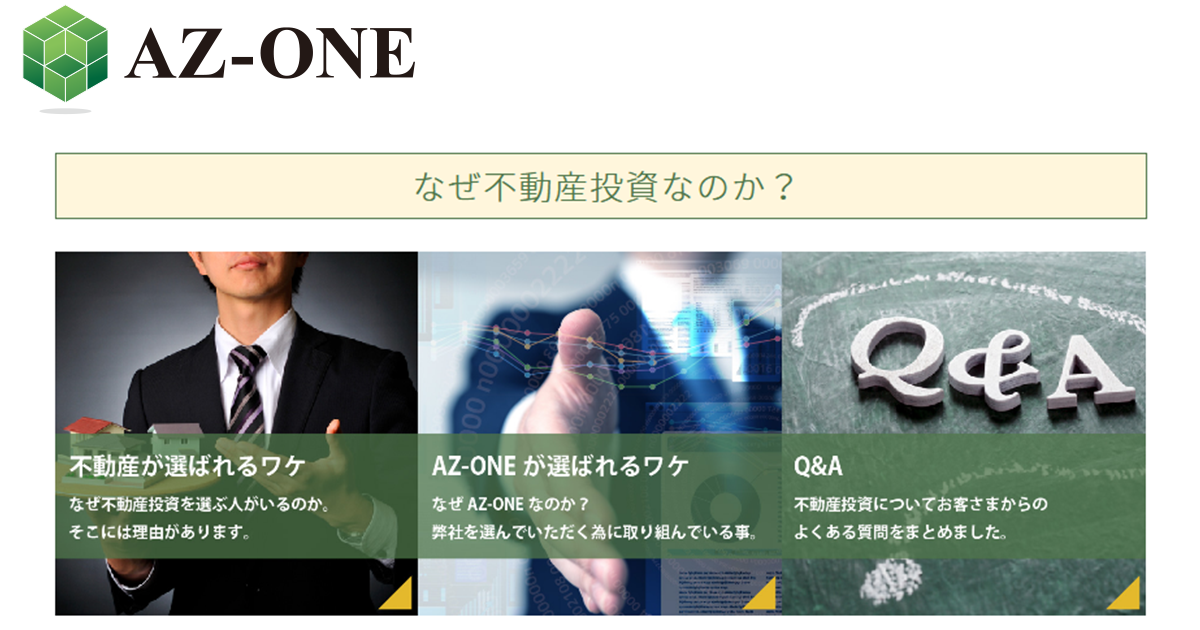 AZ-ONE
なぜ不動産投資なのか？
不動産が選ばれるワケ
なぜ不動産投資を選ぶ人がいるのか。
そこには理由があります。
AZ-ONE が選ばれるワケ
なぜ AZ-ONE なのか？
弊社を選んでいただく為に取り組んでいる事。
Q&A
Q&A
不動産投資についてお客さまからの
よくある質問をまとめました。